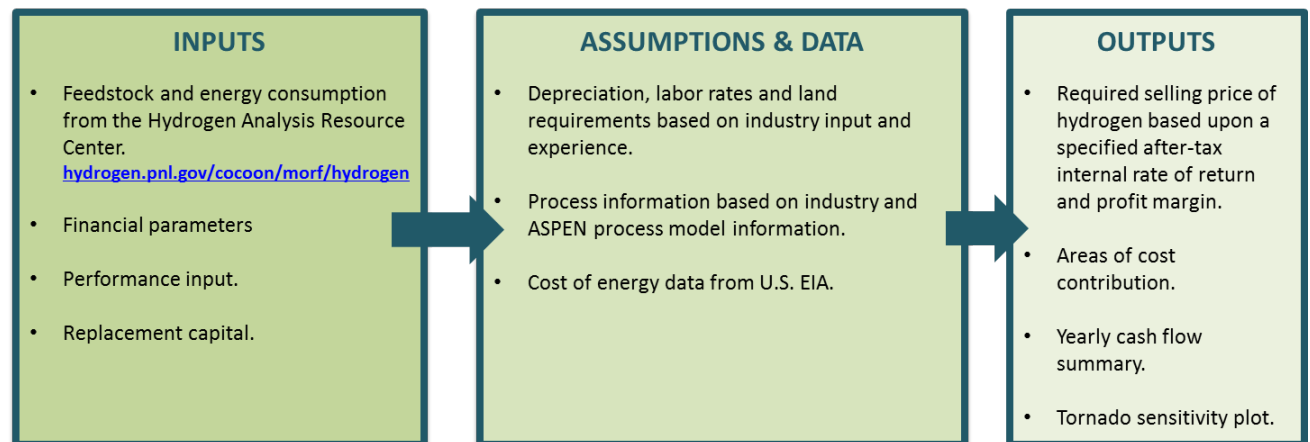 INPUTS
• Feedstock and energy consumption
from the Hydrogen Analysis Resource
Center.
hydrogen.pnl.gov/cocoon/morf/hydrogen
• Financial parameters
• Performance input.
• Replacement capital.
ASSUMPTIONS & DATA
• Depreciation, labor rates and land
requirements based on industry input and
experience.
• Process information based on industry and
ASPEN process model information.
• Cost of energy data from U.S. EIA.
OUTPUTS
• Required selling price of
hydrogen based upon a
specified after-tax
internal rate of return
and profit margin.
• Areas of cost
contribution.
• Yearly cash flow
summary.
• Tornado sensitivity plot.